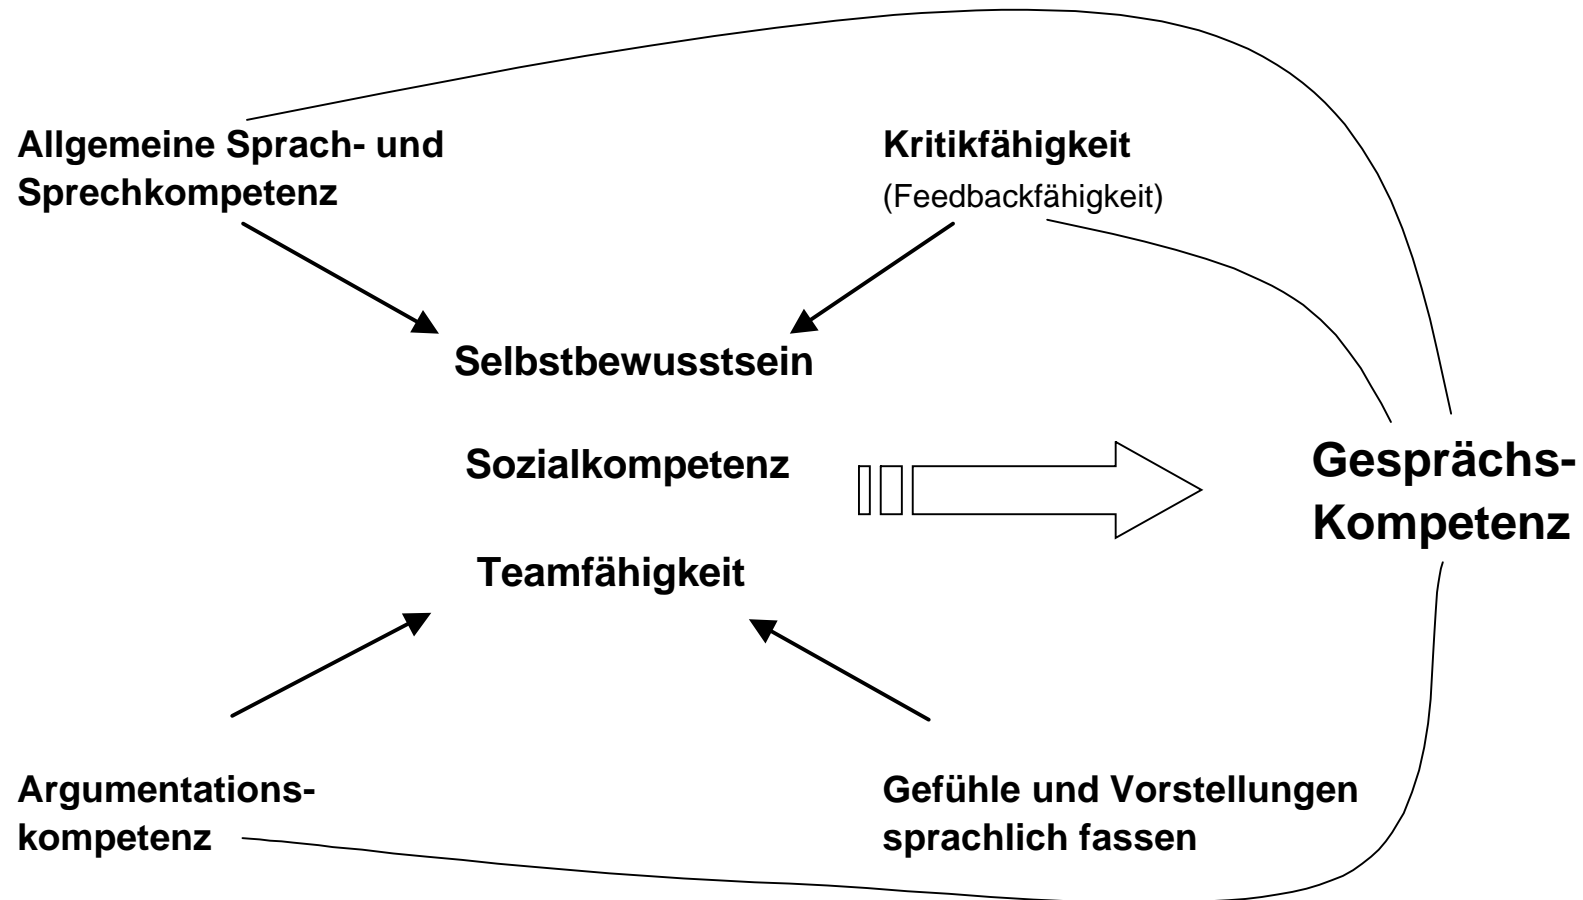 Allgemeine Sprach- und
Sprechkompetenz
Kritikfähigkeit
(Feedbackfähigkeit)
Selbstbewusstsein
Sozialkompetenz
Teamfähigkeit
Gesprächs-
Kompetenz
Argumentations-
kompetenz
Gefühle und Vorstellungen
sprachlich fassen